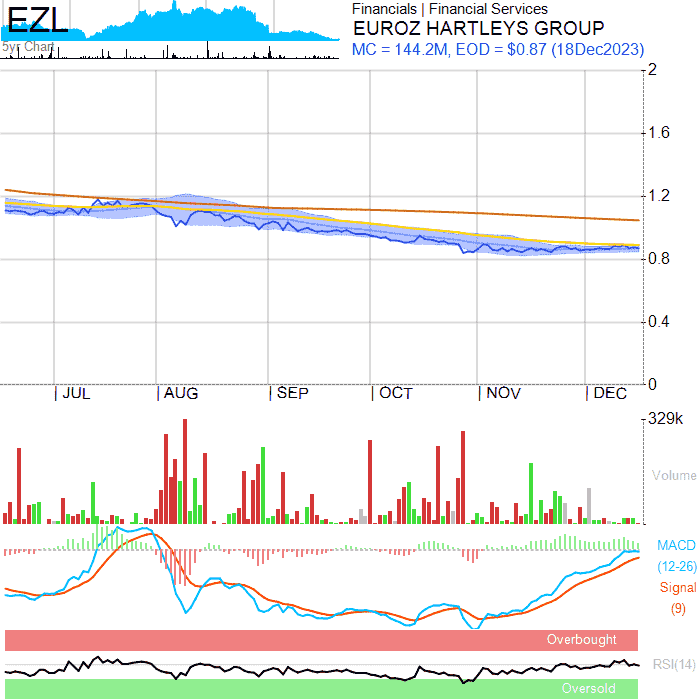 EZL
5yr Chart
Financials | Financial Services
EUROZ HARTLEYS GROUP
MC = 144.2M, EOD = $0.87 (18Dec2023)
2
1.6
1.2
0.8
0.4
0
JUL AUG SEP OCT NOV DEC
329k
Volume
MACD
(12-26)
Signal
(9)
Overbought
RSI(14)
Oversold